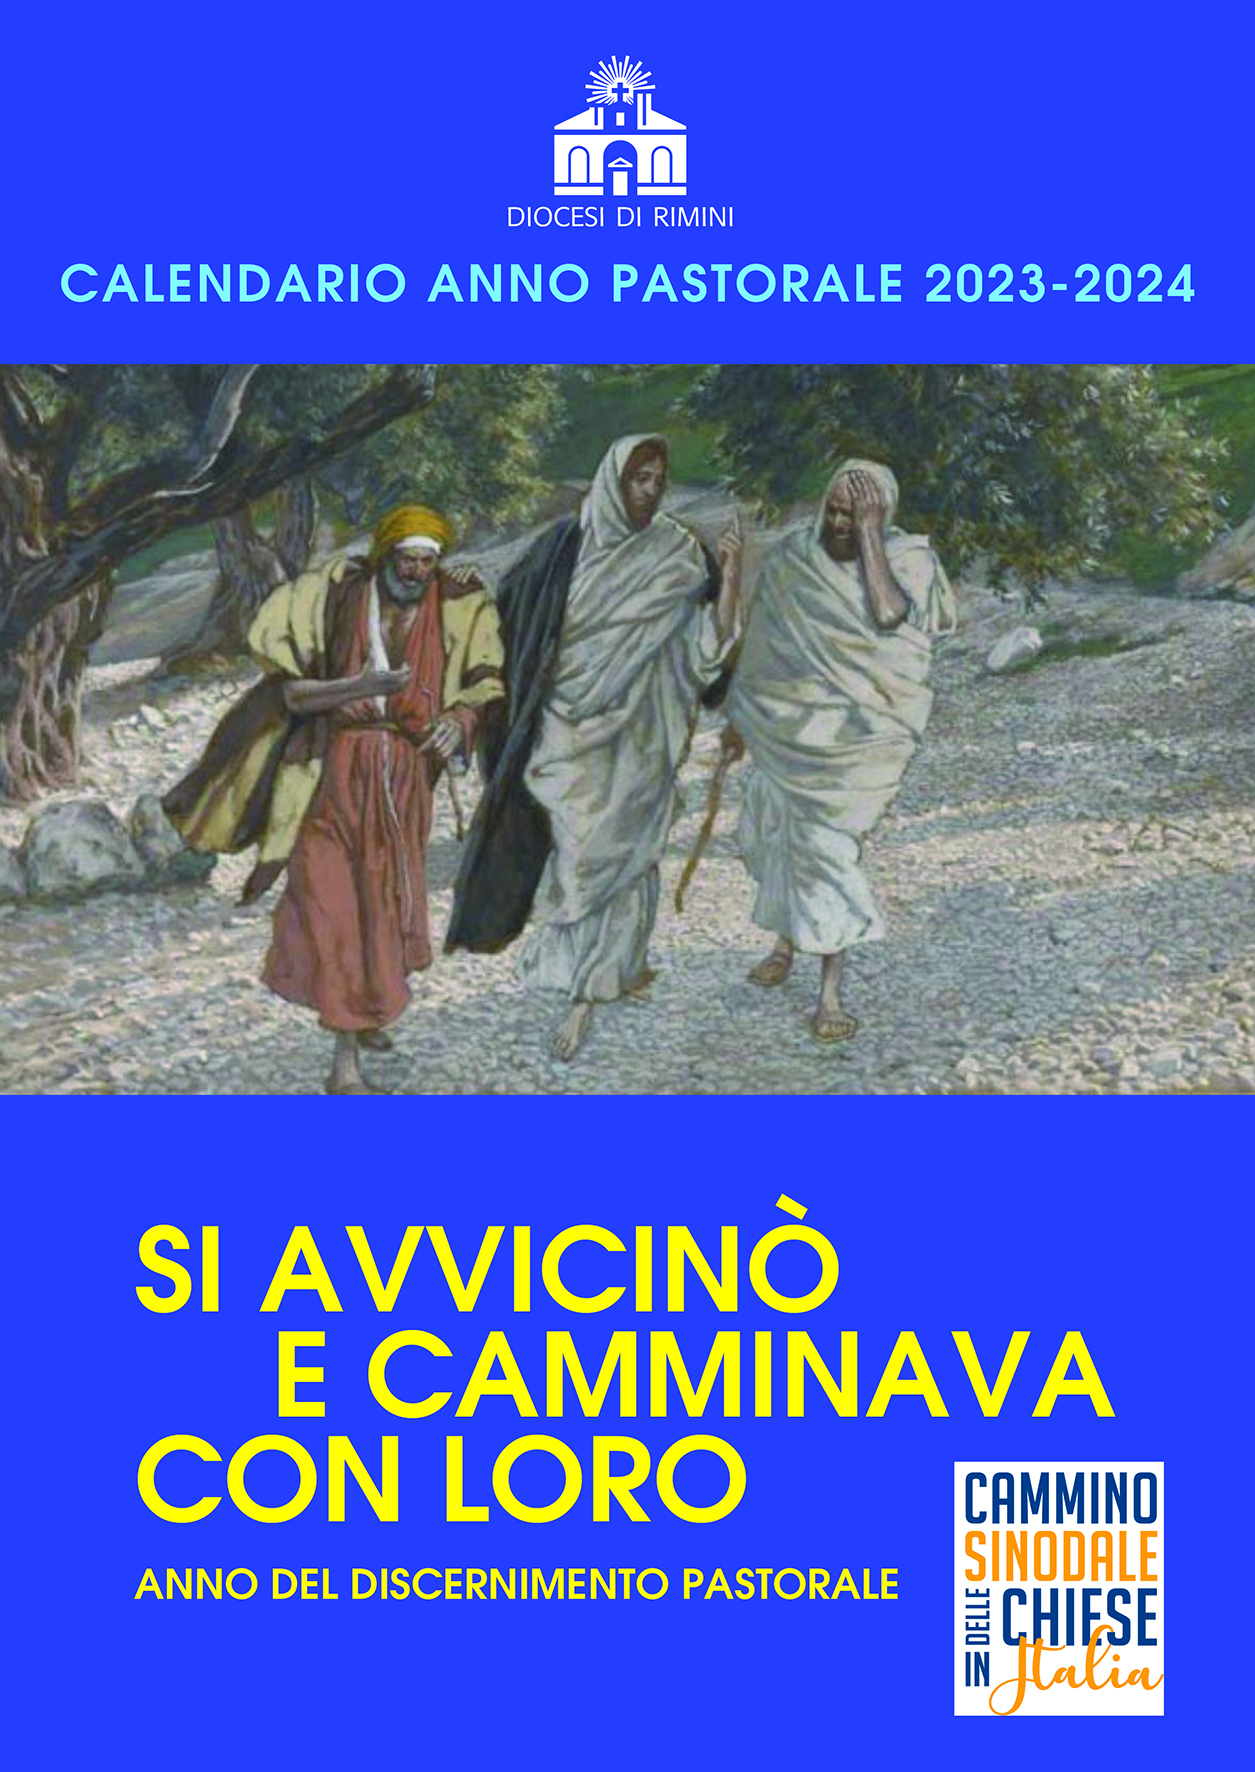 DIOCESI DI RIMINI
CALENDARIO ANNO PASTORALE 2023-2024
SI AVVICINÒ
E CAMMINAVA
CON LORO
ANNO DEL DISCERNIMENTO PASTORALE
CAMMINO
SINODALE
DELLE
CHIESE
IN
Italia